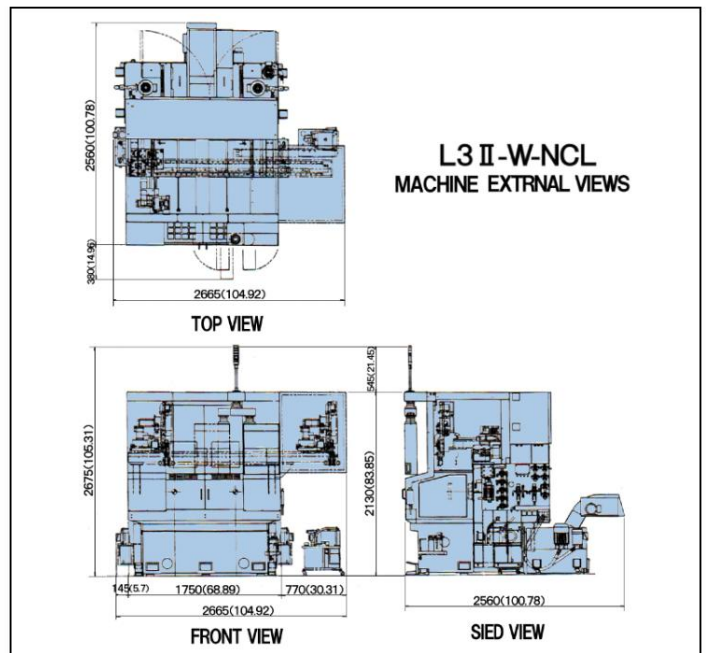 L3 II-W-NCL
MACHINE EXTRNAL VIEWS
2560(100.78)
380(14.96)
2665(104.92)
TOP VIEW
545(21.45)
2675(105.31)
2130(83.85)
145(5.7)
1750(68.89)
770(30.31)
2665(104.92)
2560(100.78)
FRONT VIEW
SIED VIEW